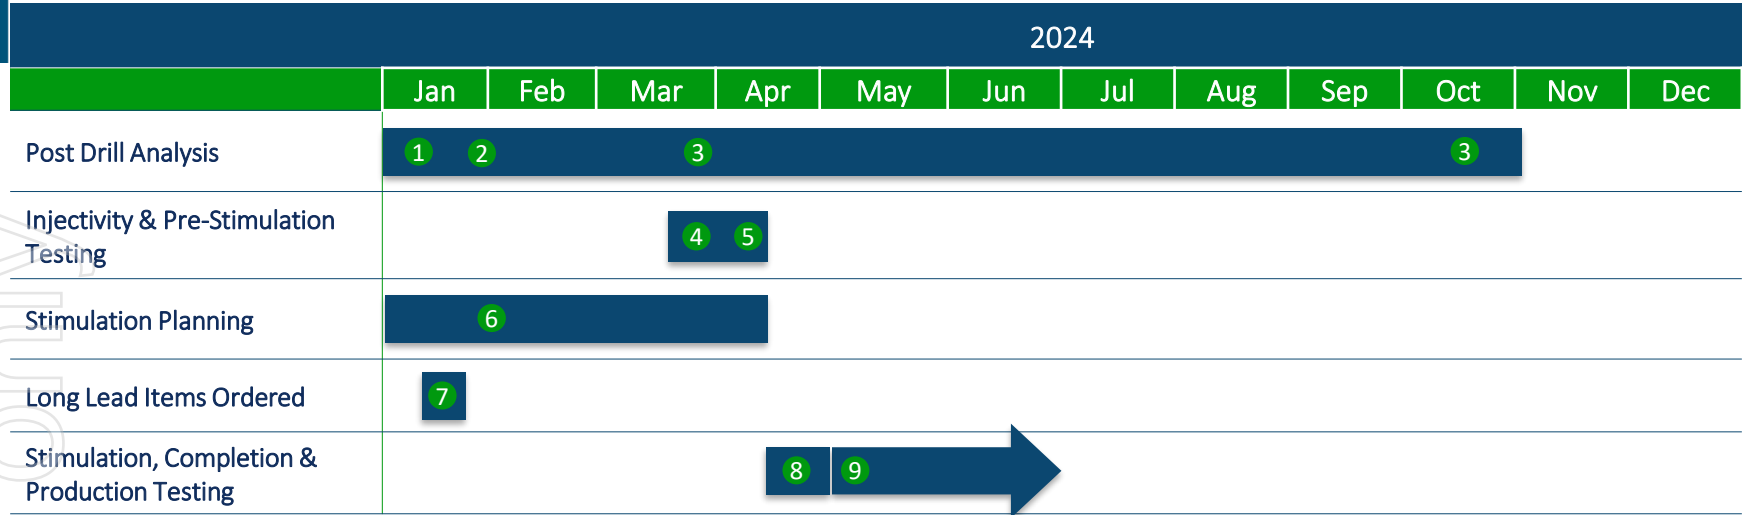 2024
Jan Feb Mar Apr May Jun Jul Aug Sep Oct Nov Dec
Post Drill Analysis 1 2 3 3
Injectivity & Pre-Stimulation
Testing 4 5
Stimulation Planning 6
Long Lead Items Ordered 7
Stimulation, Completion &
Production Testing 8 9